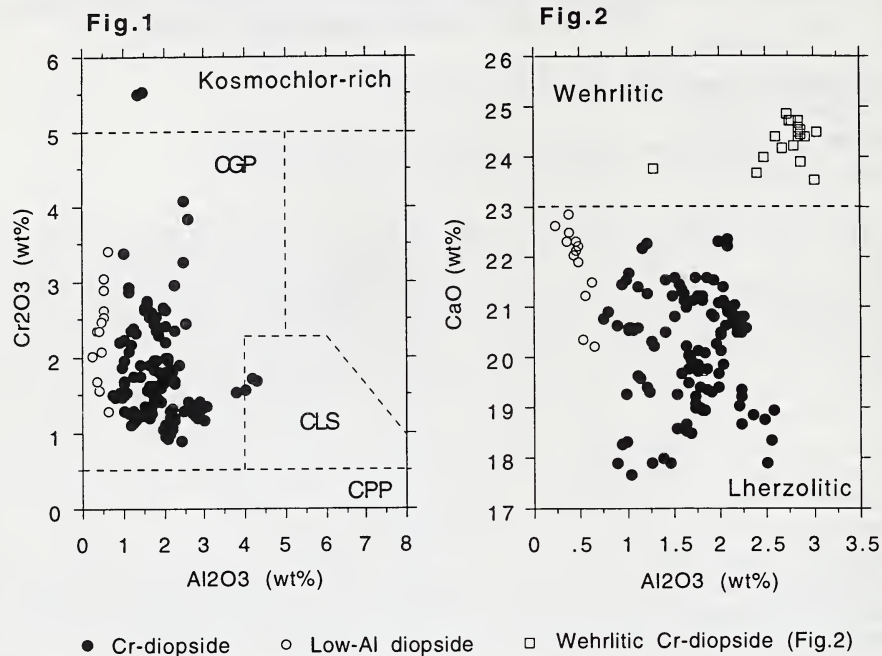 Fig.1
Kosmochlor-rich
CGP
CLS
CPP
Cr2O3 (wt%)
6
5
4
3
2
1
0
0 1 2 3 4 5 6 7 8
Al2O3 (wt%)
Fig.2
Wehrlitic
Lherzolitic
CaO (wt%)
26
25
24
23
22
21
20
19
18
17
0 .5 1 1.5 2 2.5 3 3.5
Al2O3 (wt%)
Cr-diopside Low-Al diopside Wehrlitic Cr-diopside (Fig.2)